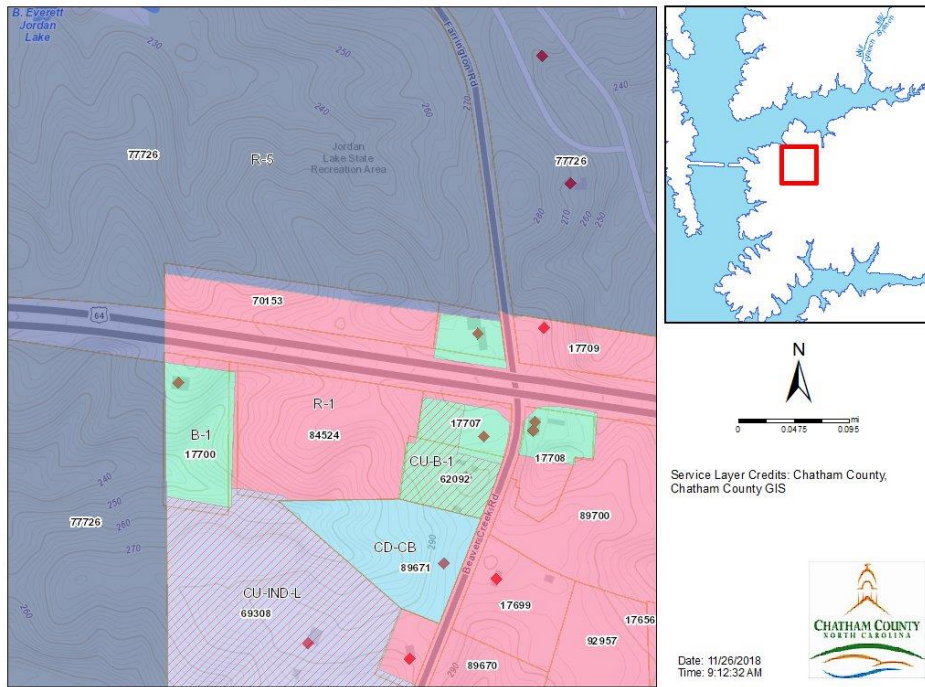 B. Everett
Jordan
Lake
230
250
240
260
270
Farrington Rd
240
77726
R-5
Jordan
Lake State
Recreation Area
77726
280
270
260
250
70153
64
17709
R-1
84524
B-1
17700
17707
CU-B-1
62092
17708
Beaver Creek Rd
89700
240
250
260
270
77726
CD-CB
290
89671
CU-IND-L
69308
17699
17656
92957
89670
290
260
N
0
0.0475
0.095
mi
Service Layer Credits: Chatham County,
Chatham County GIS
CHATHAM COUNTY
NORTH CAROLINA
Date: 11/26/2018
Time: 9:12:32 AM